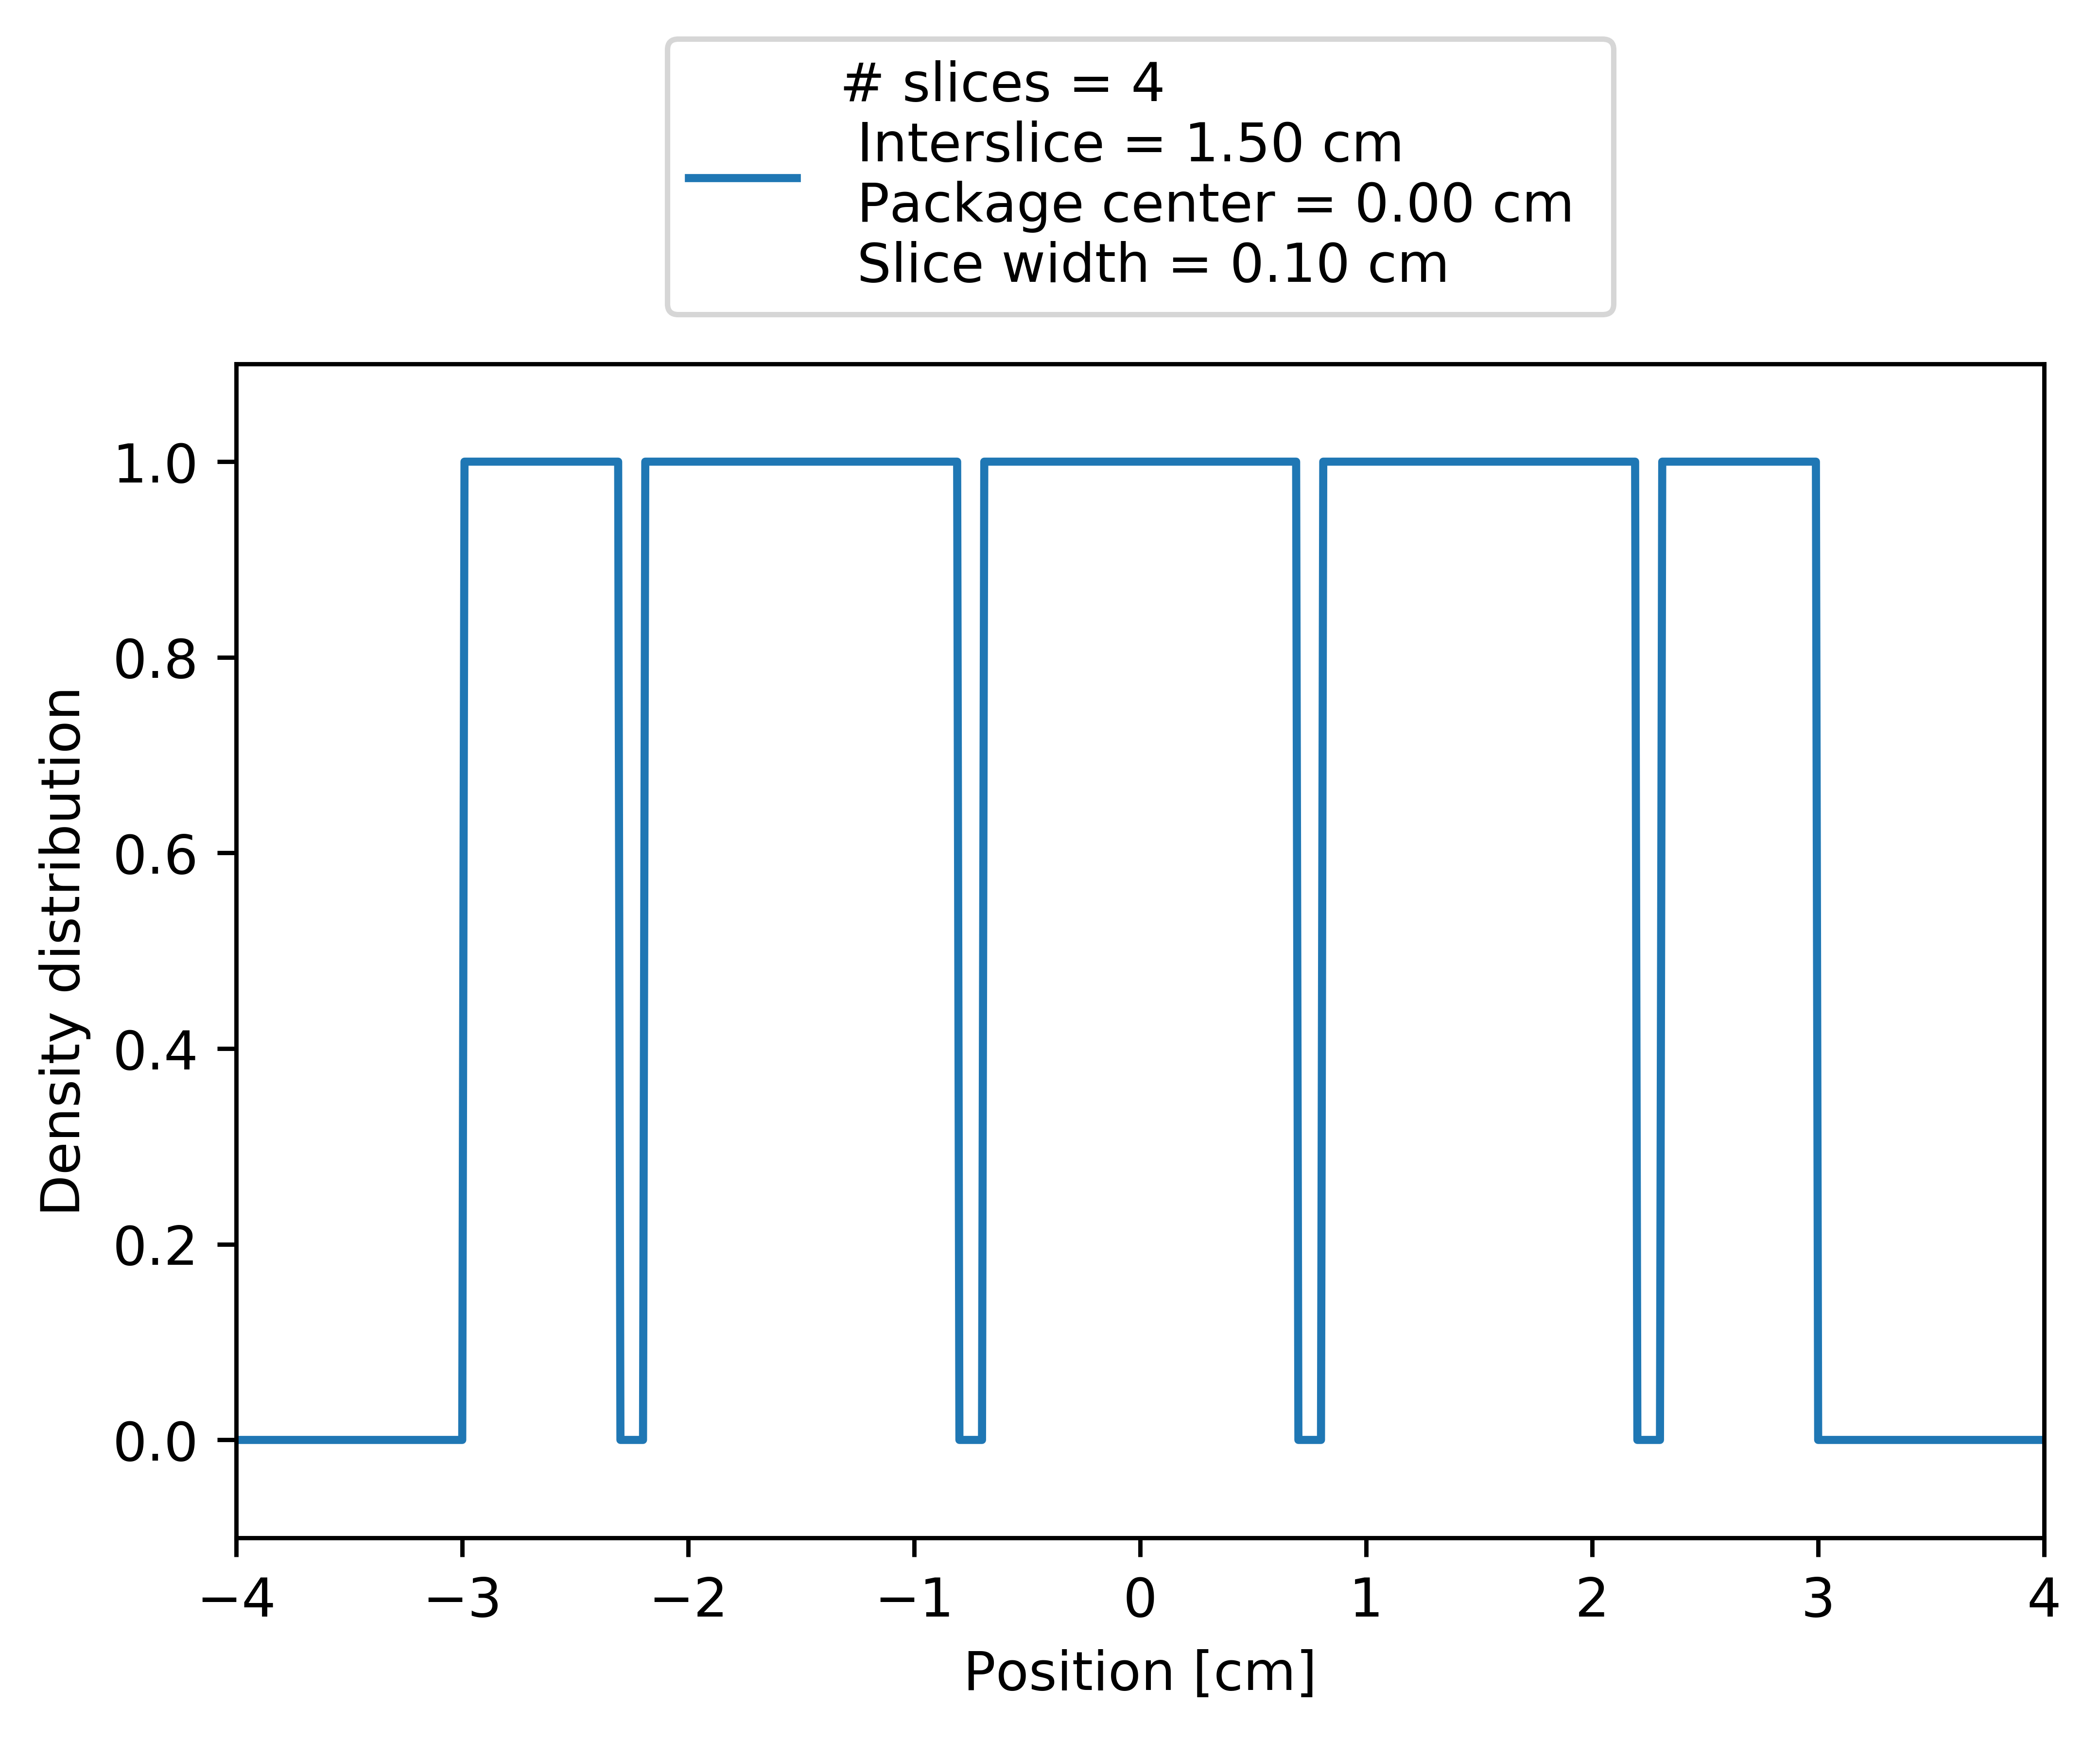 # slices = 4
Interslice = 1.50 cm
Package center = 0.00 cm
Slice width = 0.10 cm
1.0
0.8
0.6
0.4
0.2
0.0
Density distribution
−4 −3 −2 −1 0 1 2 3 4
Position [cm]